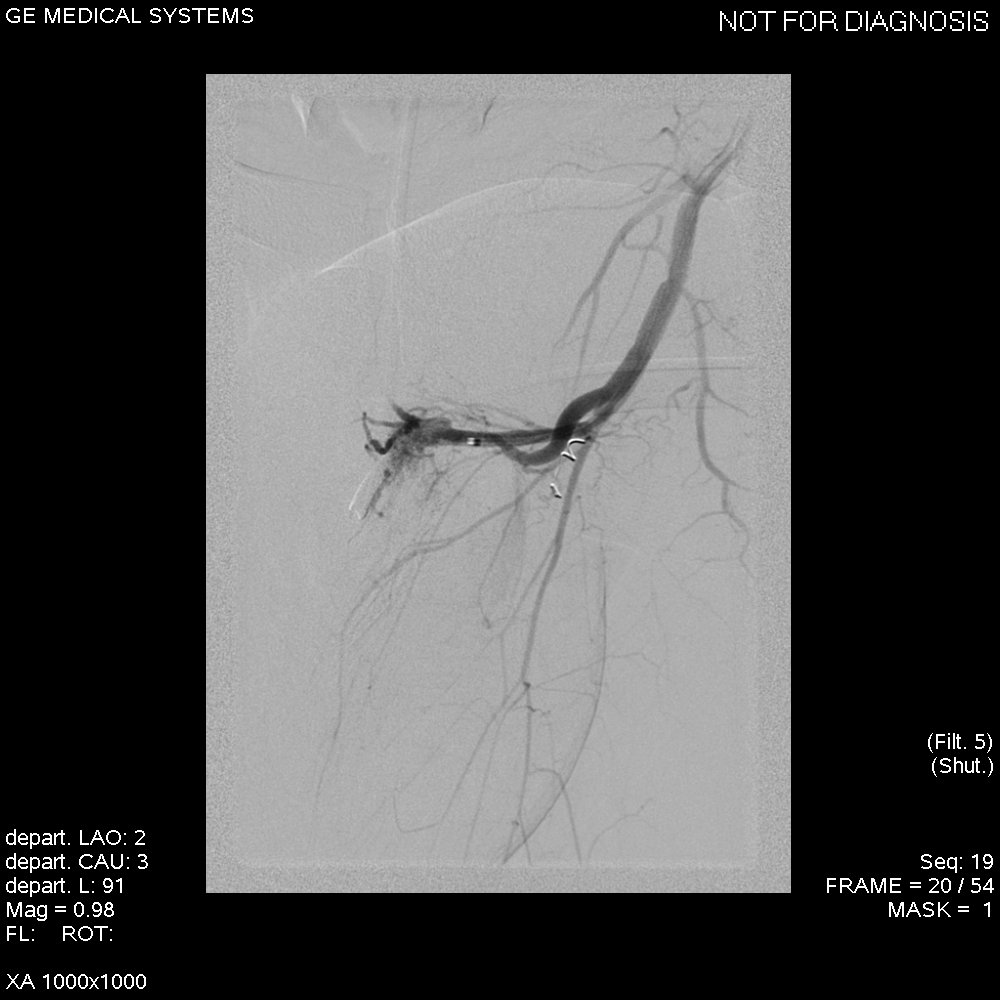 GE MEDICAL SYSTEMS
NOT FOR DIAGNOSIS
(Filt. 5)
(Shut.)
depart. LAO: 2
depart. CAU: 3
depart. L: 91
Mag = 0.98
FL: ROT:
XA 1000x1000
Seq: 19
FRAME = 20 / 54
MASK = 1